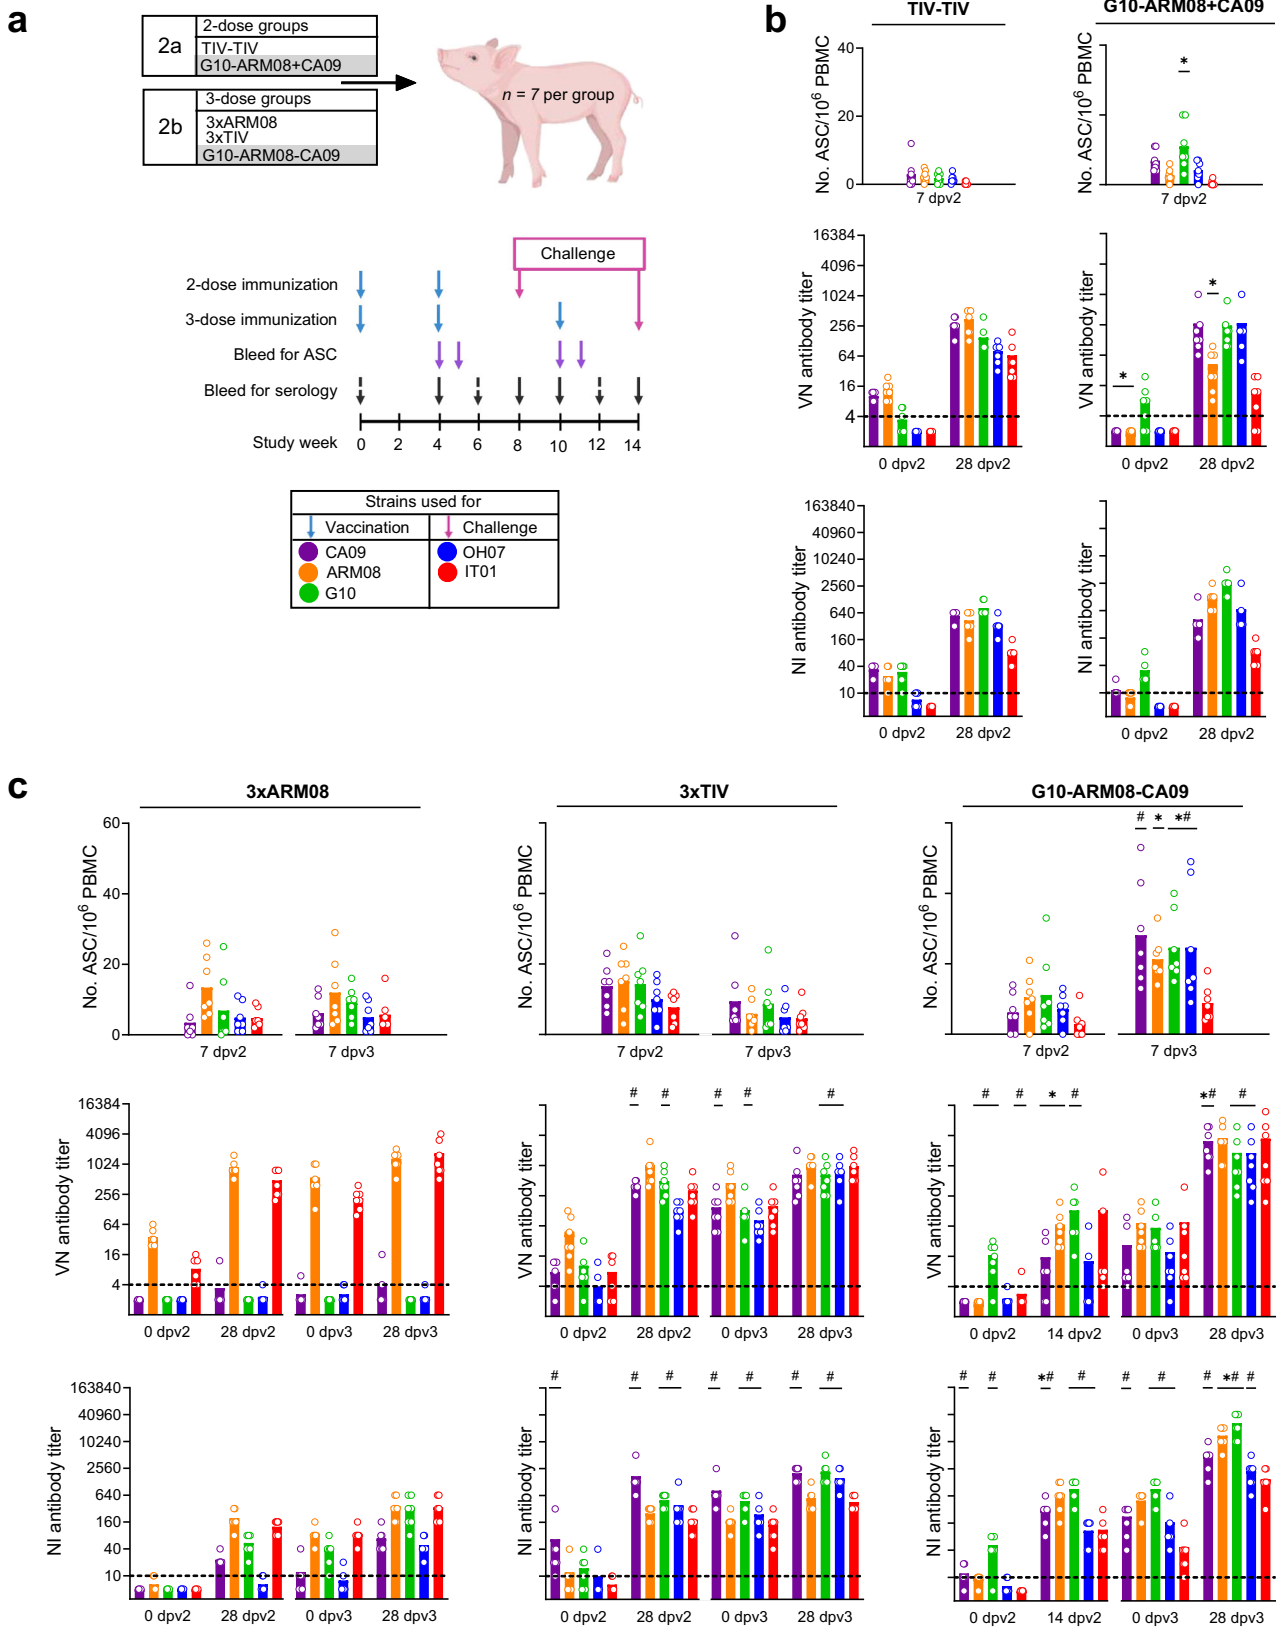 a
2a
2-dose groups
TIV-TIV
G10-ARM08+CA09
2b
3-dose groups
3xARM08
3xTIV
G10-ARM08-CA09
n = 7 per group
Challenge
2-dose immunization
3-dose immunization
Bleed for ASC
Bleed for serology
Study week
0 2 4 6 8 10 12 14
Strains used for
Vaccination
Challenge
CA09
OH07
ARM08
IT01
G10
b
TIV-TIV
G10-ARM08+CA09
No. ASC/10⁶ PBMC
40
20
0
7 dpv2
No. ASC/10⁶ PBMC
*
7 dpv2
VN antibody titer
16384
4096
1024
256
64
16
4
0 dpv2 28 dpv2
VN antibody titer
*
*
0 dpv2 28 dpv2
NI antibody titer
163840
40960
10240
2560
640
160
40
10
0 dpv2 28 dpv2
NI antibody titer
0 dpv2 28 dpv2
c
3xARM08
3xTIV
G10-ARM08-CA09
No. ASC/10⁶ PBMC
60
40
20
0
7 dpv2 7 dpv3
No. ASC/10⁶ PBMC
7 dpv2 7 dpv3
No. ASC/10⁶ PBMC
# * *#
7 dpv2 7 dpv3
VN antibody titer
16384
4096
1024
256
64
16
4
0 dpv2 28 dpv2 0 dpv3 28 dpv3
VN antibody titer
# # # # #
0 dpv2 28 dpv2 0 dpv3 28 dpv3
VN antibody titer
# # * # *# #
0 dpv2 14 dpv2 0 dpv3 28 dpv3
NI antibody titer
163840
40960
10240
2560
640
160
40
10
0 dpv2 28 dpv2 0 dpv3 28 dpv3
NI antibody titer
# # # # # # #
0 dpv2 28 dpv2 0 dpv3 28 dpv3
NI antibody titer
# # *# # # # # *# #
0 dpv2 14 dpv2 0 dpv3 28 dpv3